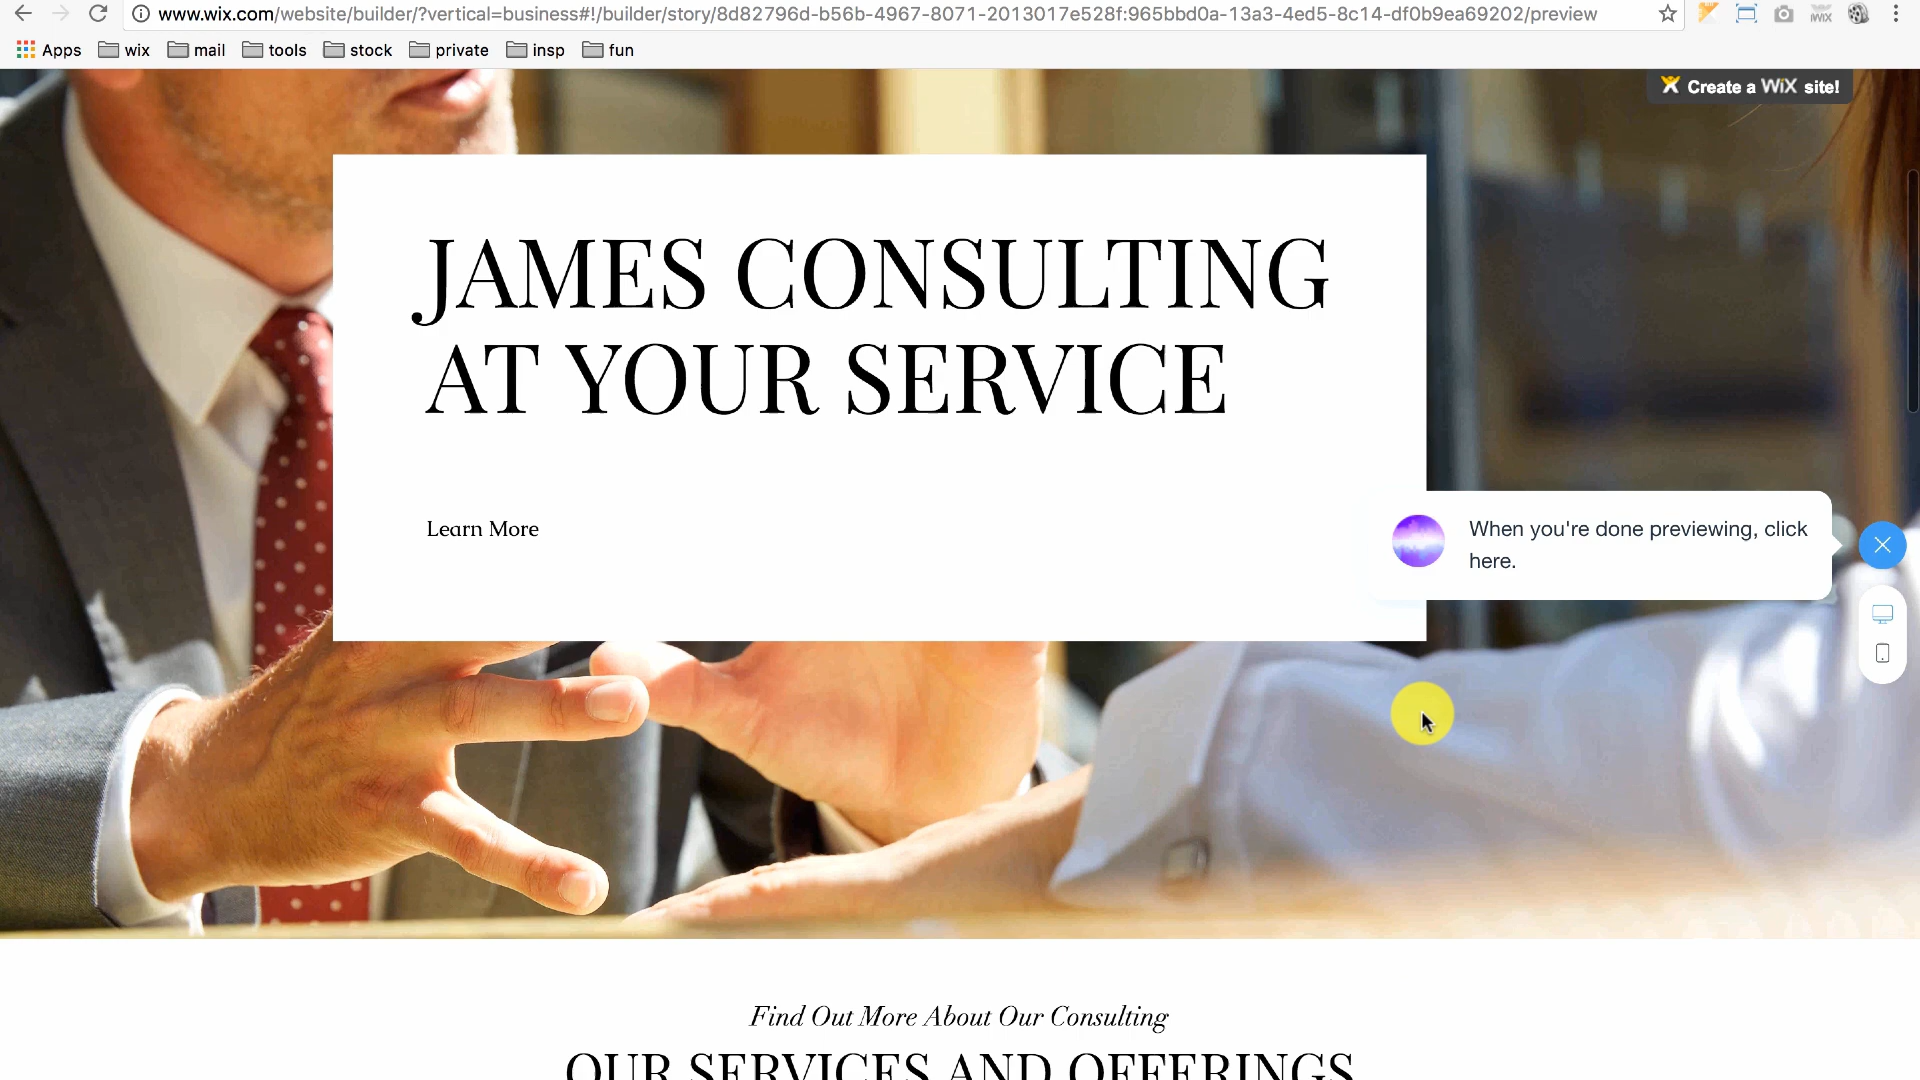 www.wix.com/website/builder/?vertical=business#!/builder/story/8d82796d-b56b-4967-8071-2013017e528f:965bbd0a-13a3-4ed5-8c14-df0b9ea69202/preview
WiX
Apps wix mail tools stock private insp fun
Create a WiX site!
JAMES CONSULTING
AT YOUR SERVICE
Learn More
When you're done previewing, click
here.
Find Out More About Our Consulting
OUR SERVICES AND OFFERINGS